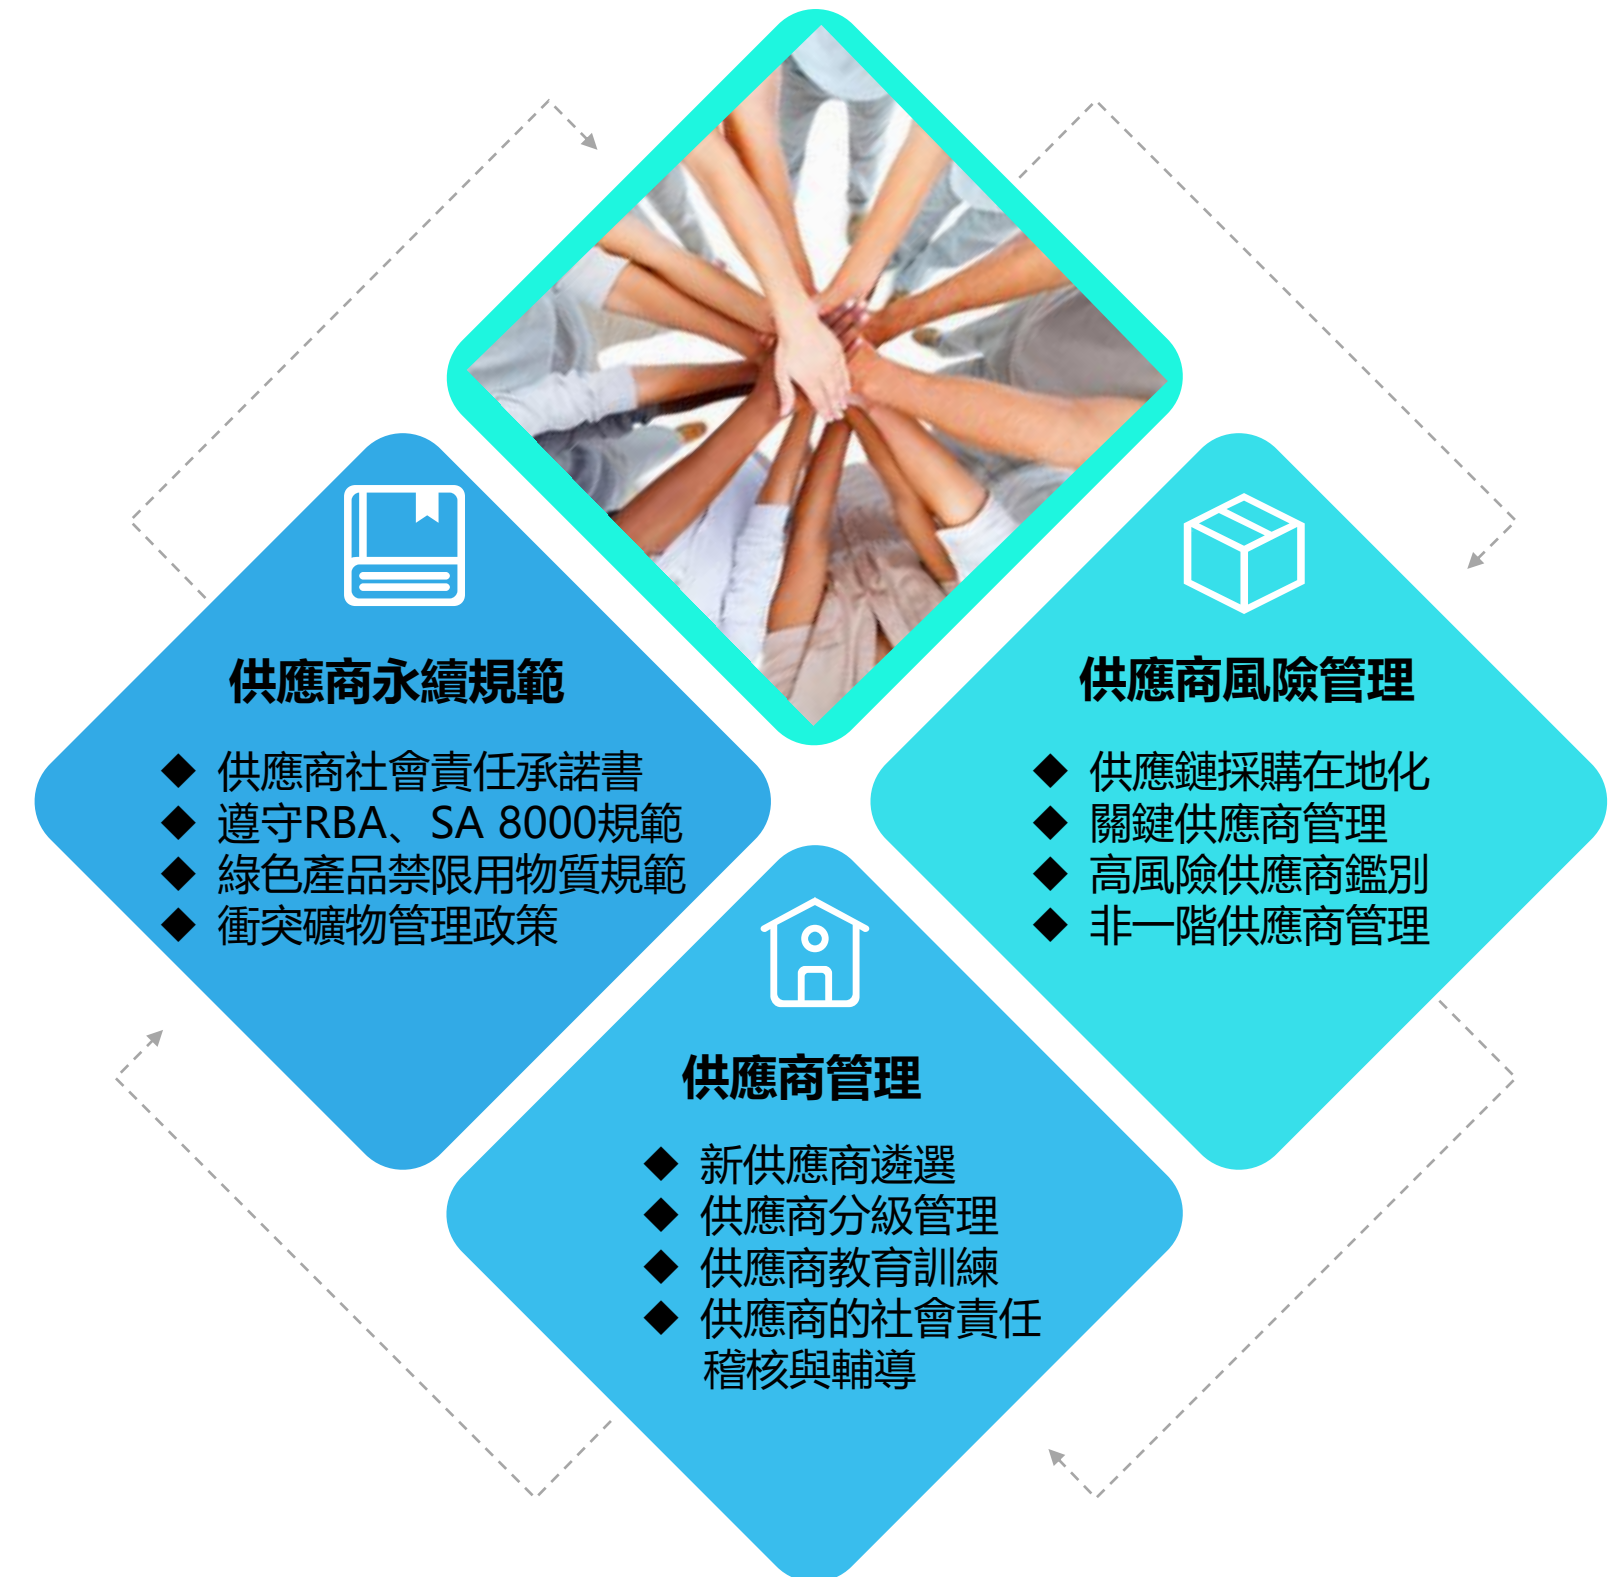 供應商永續規範
◆ 供應商社會責任承諾書
◆ 遵守RBA、SA 8000規範
◆ 綠色產品禁限用物質規範
◆ 衝突礦物管理政策
供應商風險管理
◆ 供應鏈採購在地化
◆ 關鍵供應商管理
◆ 高風險供應商鑑別
◆ 非一階供應商管理
供應商管理
◆ 新供應商遴選
◆ 供應商分級管理
◆ 供應商教育訓練
◆ 供應商的社會責任
稽核與輔導